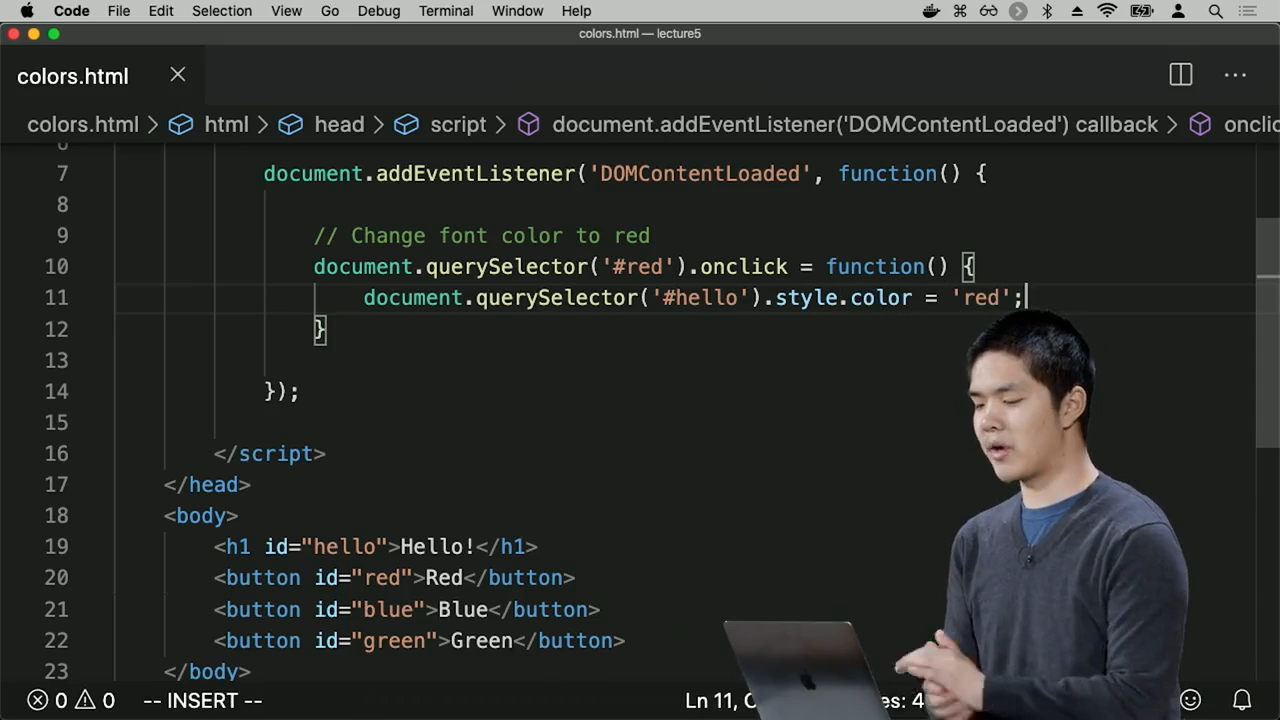 Code File Edit Selection View Go Debug Terminal Window Help
colors.html — lecture5
colors.html
colors.html > html > head > script > document.addEventListener('DOMContentLoaded') callback >
7 document.addEventListener('DOMContentLoaded', function() {
8
9 // Change font color to red
10 document.querySelector('#red').onclick = function() {
11 document.querySelector('#hello').style.color = 'red';
12 }
13
14 });
15
16 </script>
17 </head>
18 <body>
19 <h1 id="hello">Hello!</h1>
20 <button id="red">Red</button>
21 <button id="blue">Blue</button>
22 <button id="green">Green</button>
23 </body>
0 0 -- INSERT -- Ln 11,